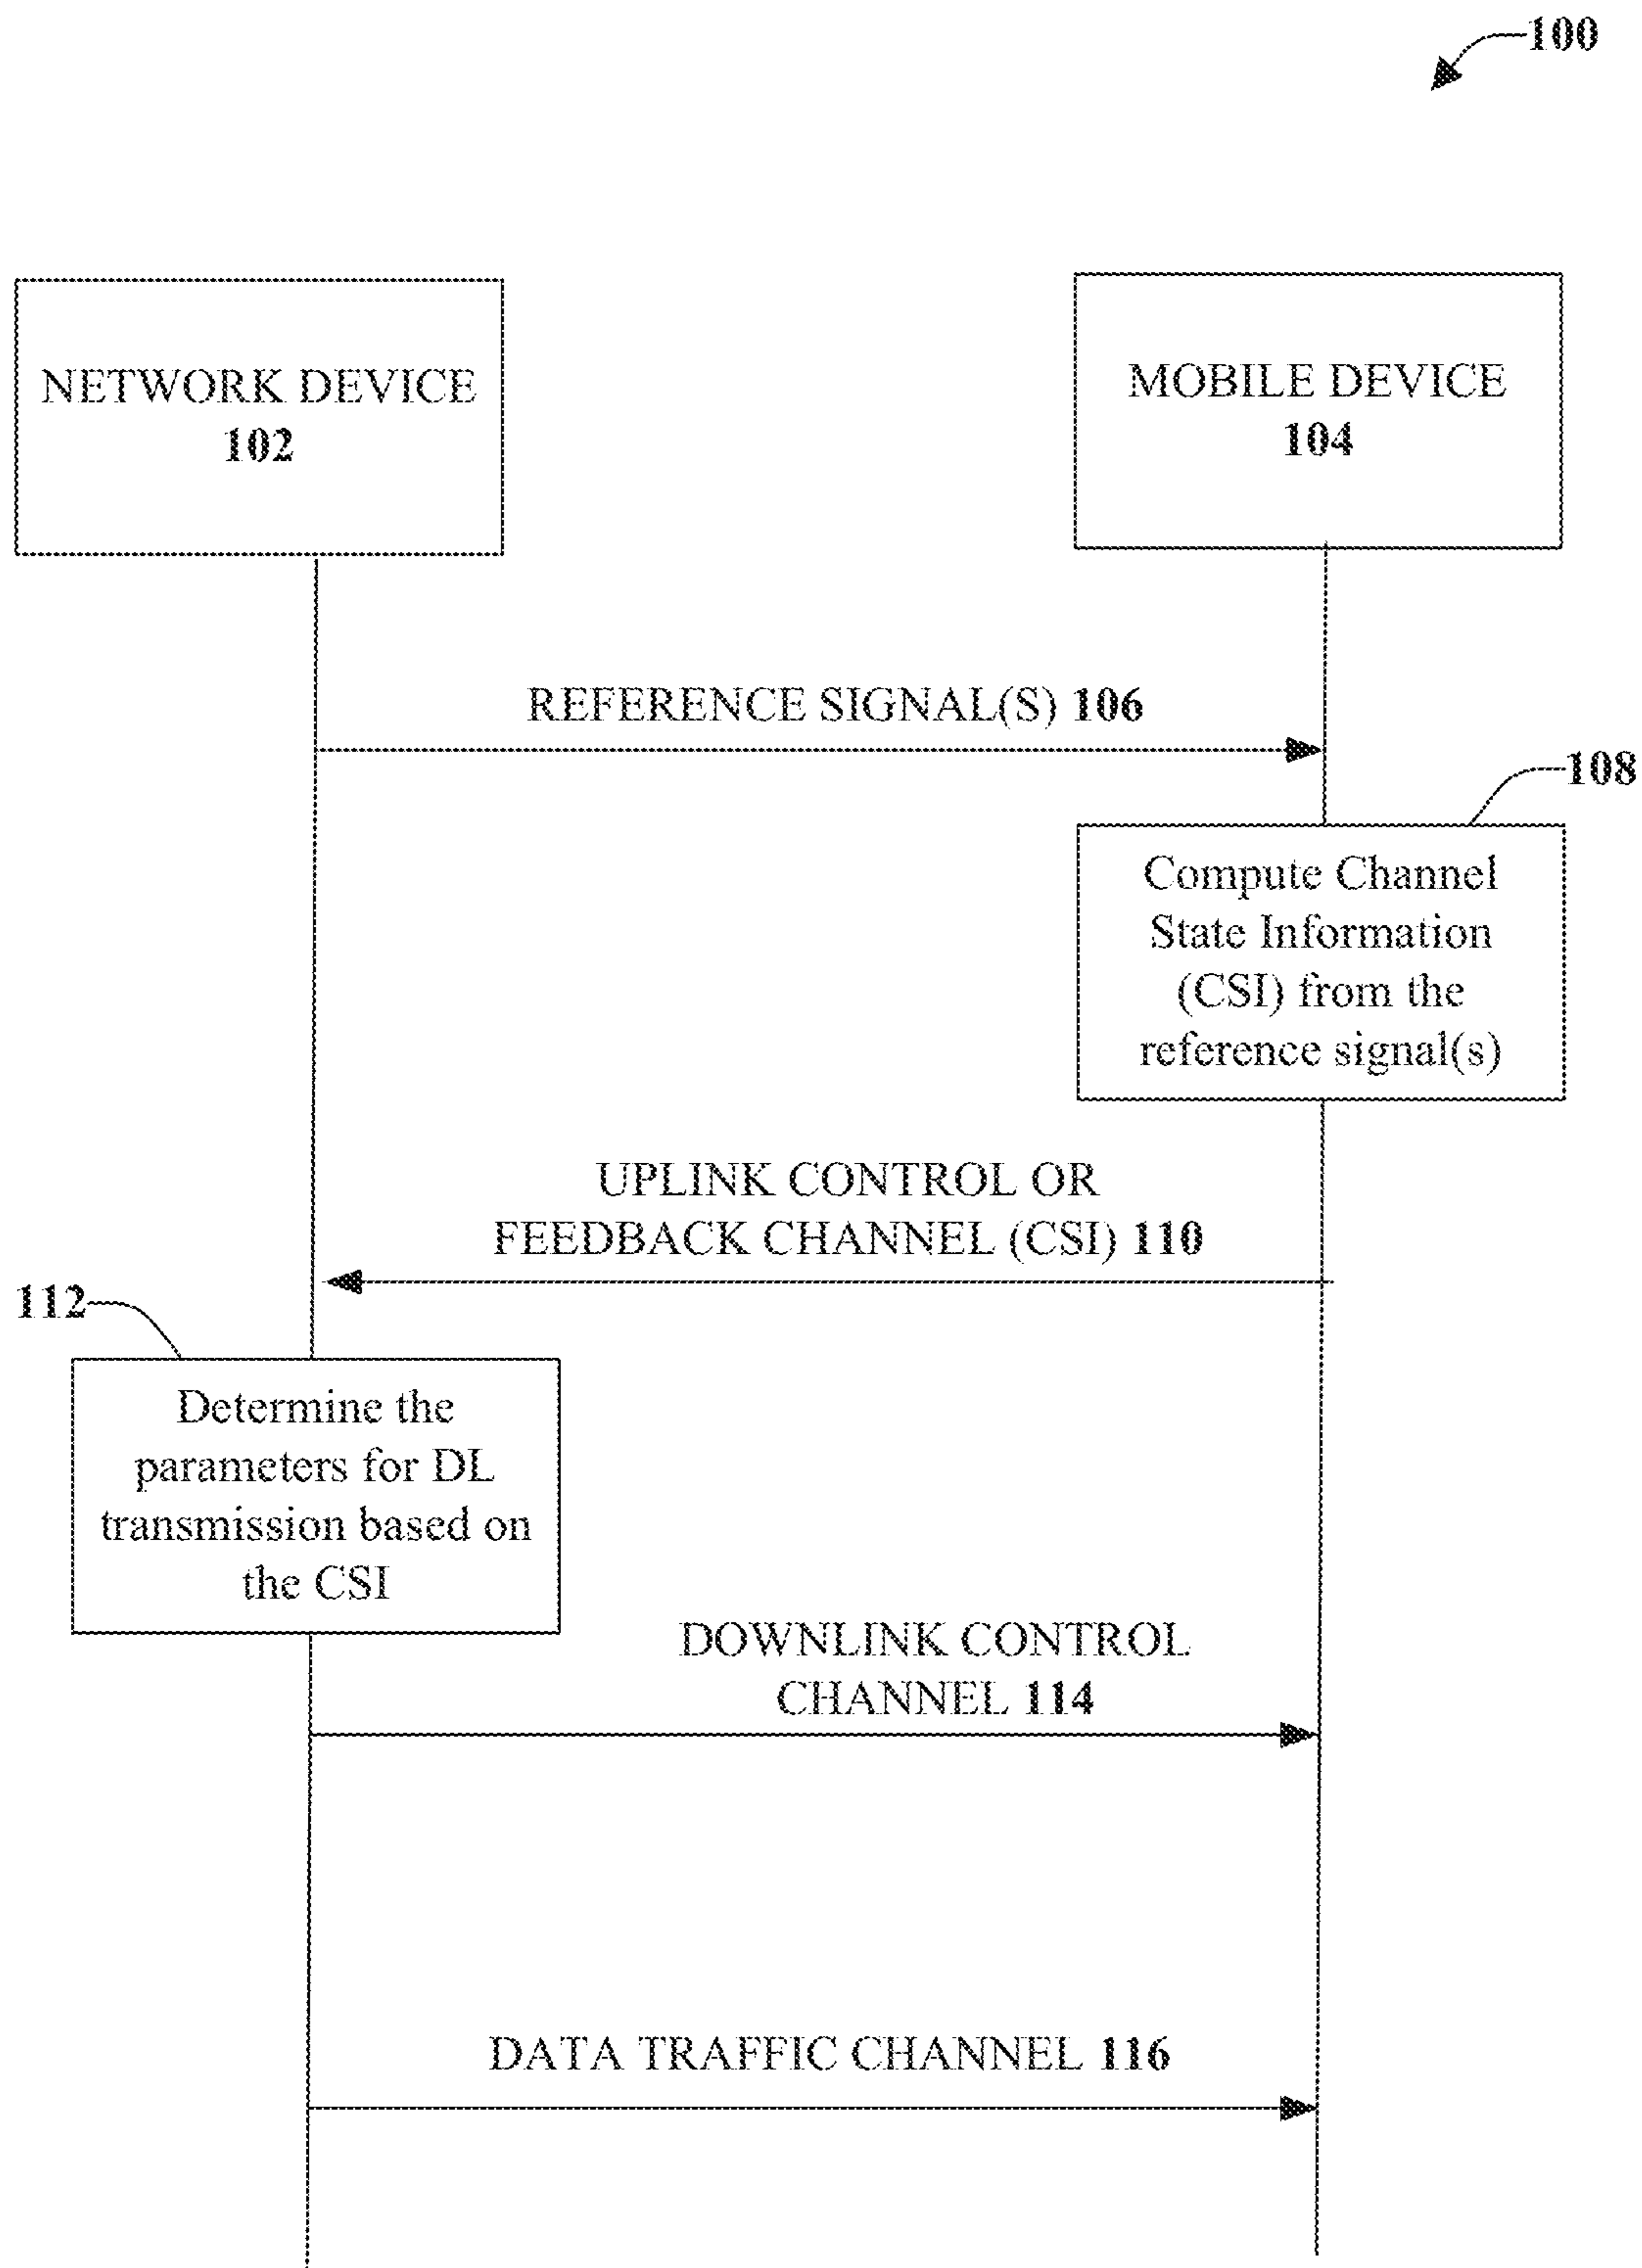 100
NETWORK DEVICE
102
MOBILE DEVICE
104
REFERENCE SIGNAL(S) 106
108
Compute Channel
State Information
(CSI) from the
reference signal(s)
UPLINK CONTROL OR
FEEDBACK CHANNEL (CSI) 110
112
Determine the
parameters for DL
transmission based on
the CSI
DOWNLINK CONTROL
CHANNEL 114
DATA TRAFFIC CHANNEL 116